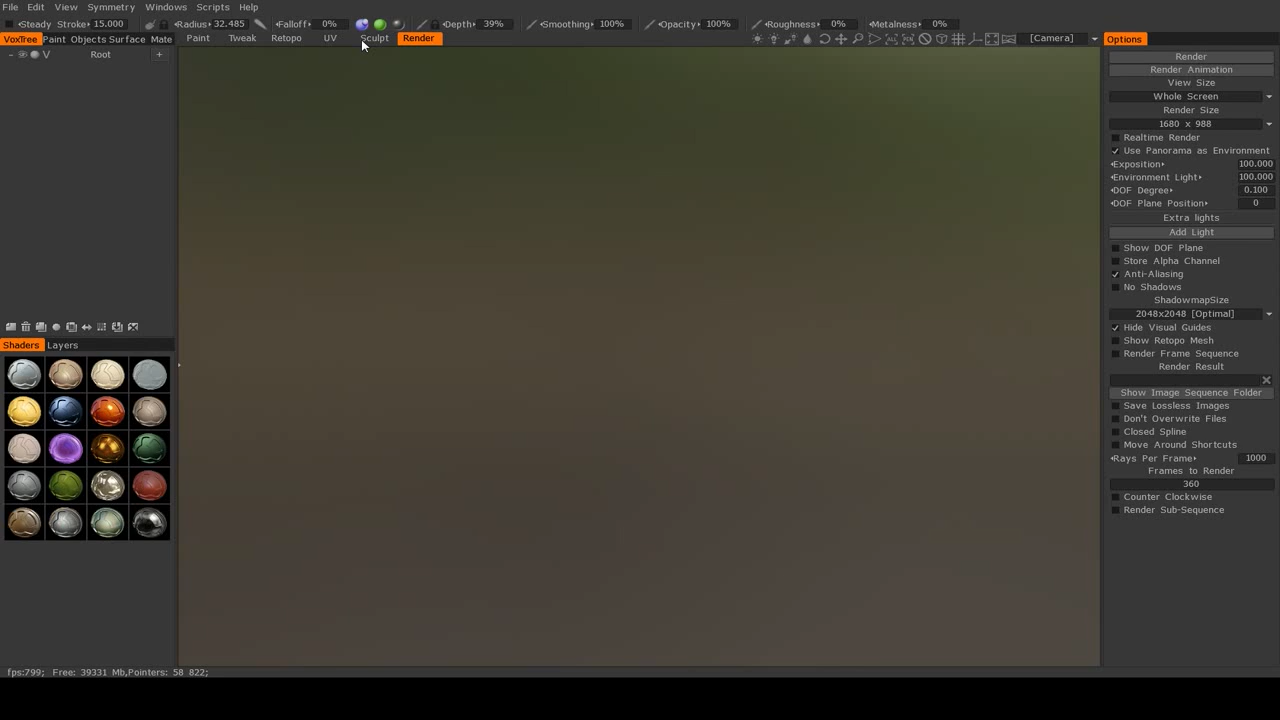 File Edit View Symmetry Windows Scripts Help
Steady Stroke 15.000 Radius 32.485 Falloff 0% Depth 39% Smoothing 100% Opacity 100% Roughness 0% Metalness 0%
VoxTree Paint Objects Surface Mate Paint Tweak Retopo UV Sculpt Render [Camera] Options
V Root +
Render
Render Animation
View Size
Whole Screen
Render Size
1680 x 988
Realtime Render
Use Panorama as Environment
Exposition 100.000
Environment Light 100.000
DOF Degree 0.100
DOF Plane Position 0
Extra lights
Add Light
Show DOF Plane
Store Alpha Channel
Anti-Aliasing
No Shadows
ShadowmapSize
2048x2048 [Optimal]
Hide Visual Guides
Show Retopo Mesh
Render Frame Sequence
Render Result
Show Image Sequence Folder
Save Lossless Images
Don't Overwrite Files
Closed Spline
Move Around Shortcuts
Rays Per Frame 1000
Frames to Render
360
Counter Clockwise
Render Sub-Sequence
Shaders Layers
fps:799; Free: 39331 Mb,Pointers: 58 822;